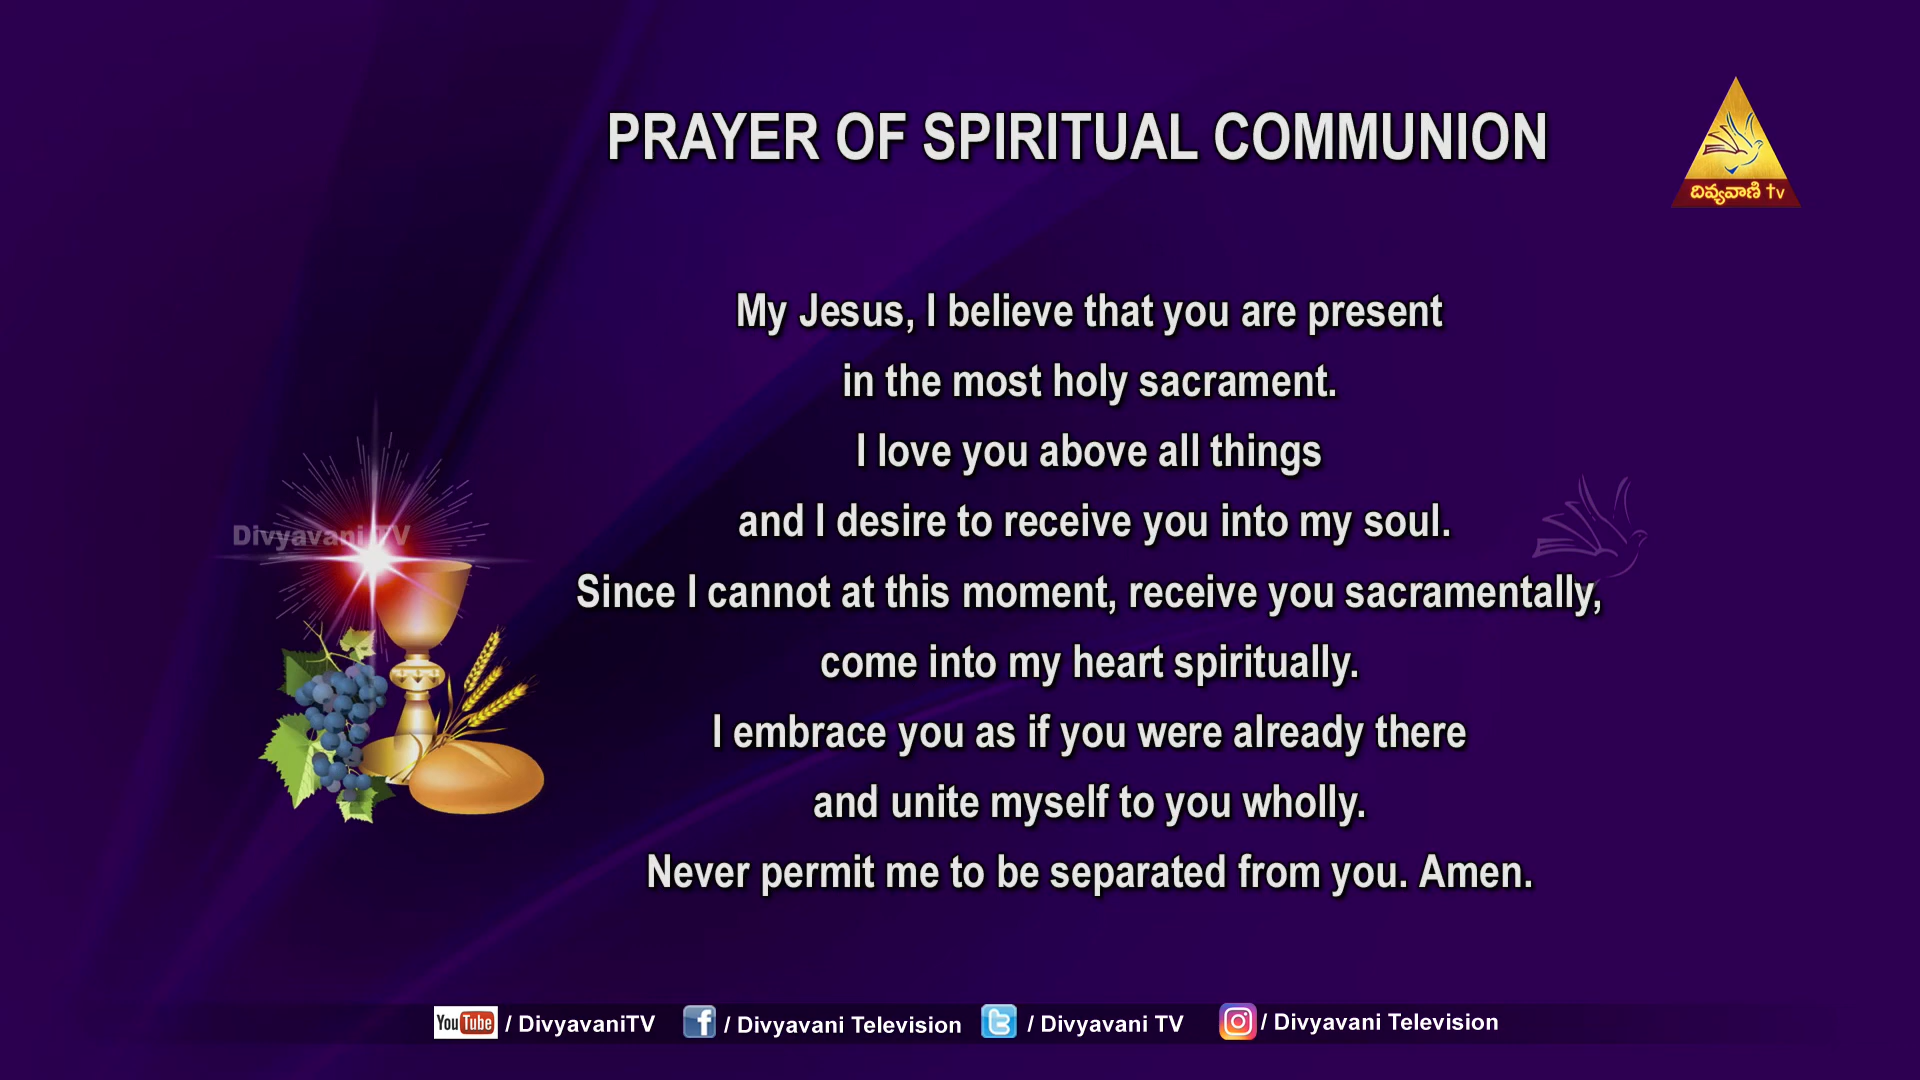 PRAYER OF SPIRITUAL COMMUNION
దివ్యవాణి tv
My Jesus, I believe that you are present
in the most holy sacrament.
I love you above all things
and I desire to receive you into my soul.
Divyavani TV
Since I cannot at this moment, receive you sacramentally,
come into my heart spiritually.
I embrace you as if you were already there
and unite myself to you wholly.
Never permit me to be separated from you. Amen.
YouTube / DivyavaniTV f / Divyavani Television / Divyavani TV / Divyavani Television